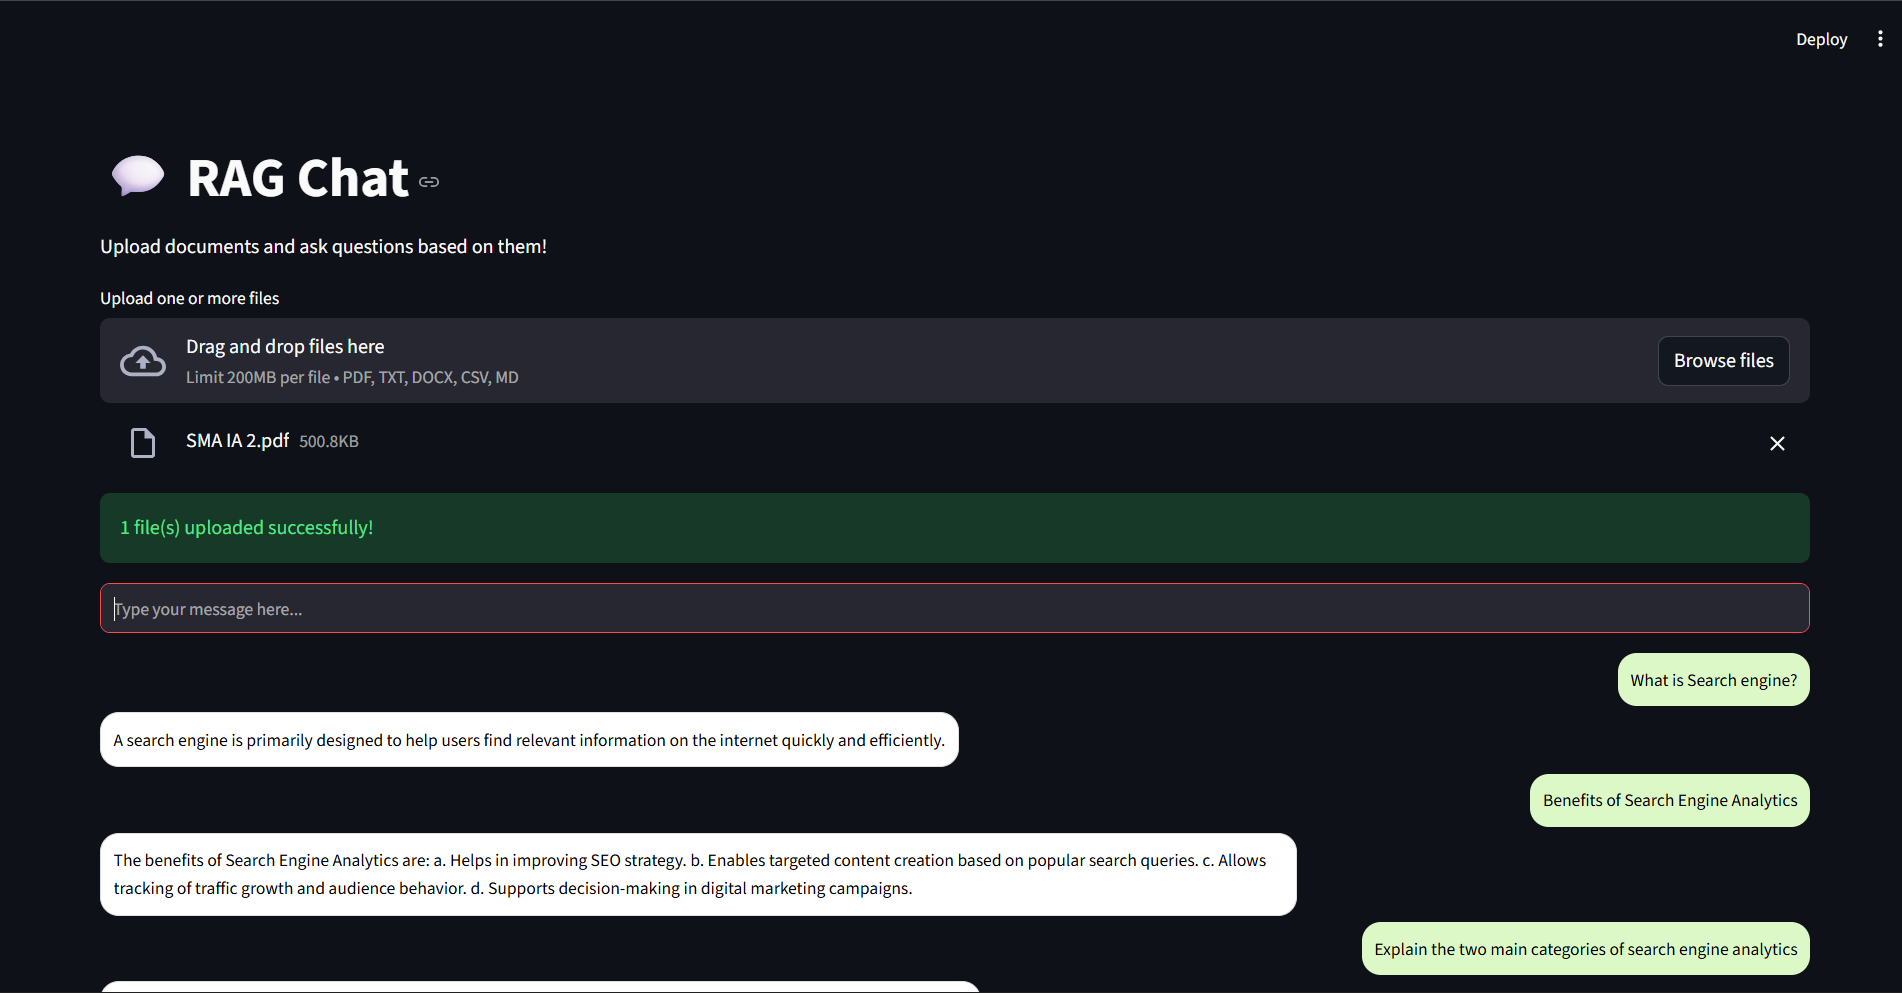 Deploy
RAG Chat
Upload documents and ask questions based on them!
Upload one or more files
Drag and drop files here
Limit 200MB per file • PDF, TXT, DOCX, CSV, MD
Browse files
SMA IA 2.pdf 500.8KB
1 file(s) uploaded successfully!
Type your message here...
What is Search engine?
A search engine is primarily designed to help users find relevant information on the internet quickly and efficiently.
Benefits of Search Engine Analytics
The benefits of Search Engine Analytics are: a. Helps in improving SEO strategy. b. Enables targeted content creation based on popular search queries. c. Allows
tracking of traffic growth and audience behavior. d. Supports decision-making in digital marketing campaigns.
Explain the two main categories of search engine analytics